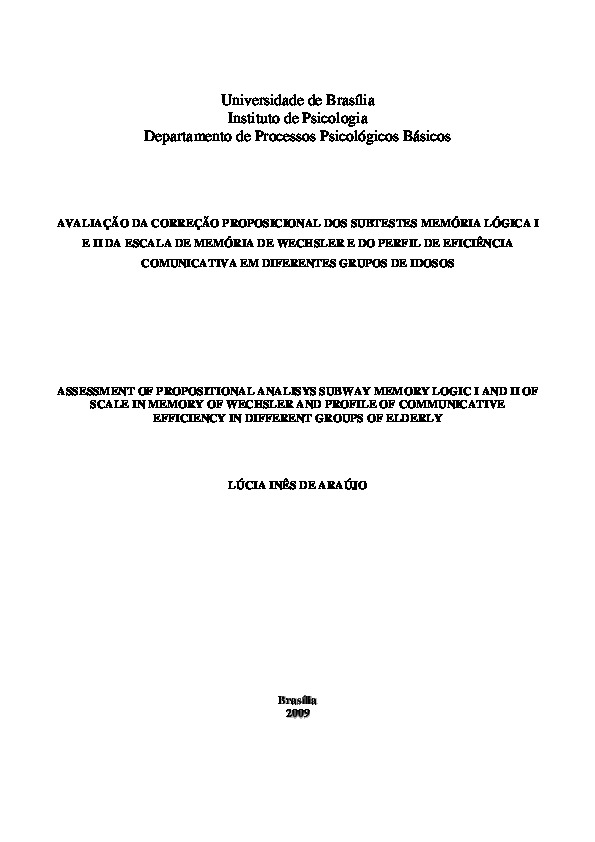 Universidade de Brasília
Instituto de Psicologia
Departamento de Processos Psicológicos Básicos
AVALIAÇÃO DA CORREÇÃO PROPOSICIONAL DOS SUBTESTES MEMÓRIA LÓGICA I
E II DA ESCALA DE MEMÓRIA DE WECHSLER E DO PERFIL DE EFICIÊNCIA
COMUNICATIVA EM DIFERENTES GRUPOS DE IDOSOS
ASSESSMENT OF PROPOSITIONAL ANALISYS SUBWAY MEMORY LOGIC I AND II OF
SCALE IN MEMORY OF WECHSLER AND PROFILE OF COMMUNICATIVE
EFFICIENCY IN DIFFERENT GROUPS OF ELDERLY
LÚCIA INÊS DE ARAÚJO
Brasília
2009